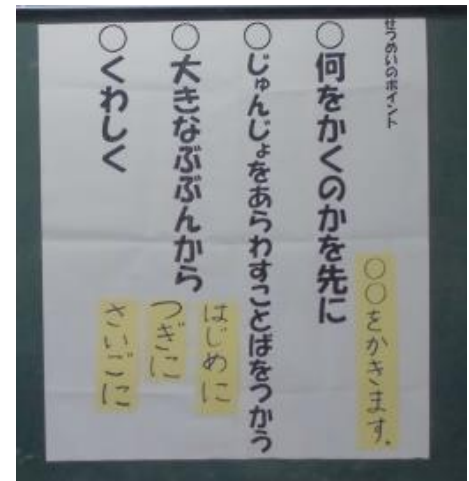 せつめいのポイント
○何をかくのかを先に
○○をかきます。
○じゅんじょをあらわすことばをつかう
はじめに
つぎに
さいごに
○大きなぶぶんから
○くわしく